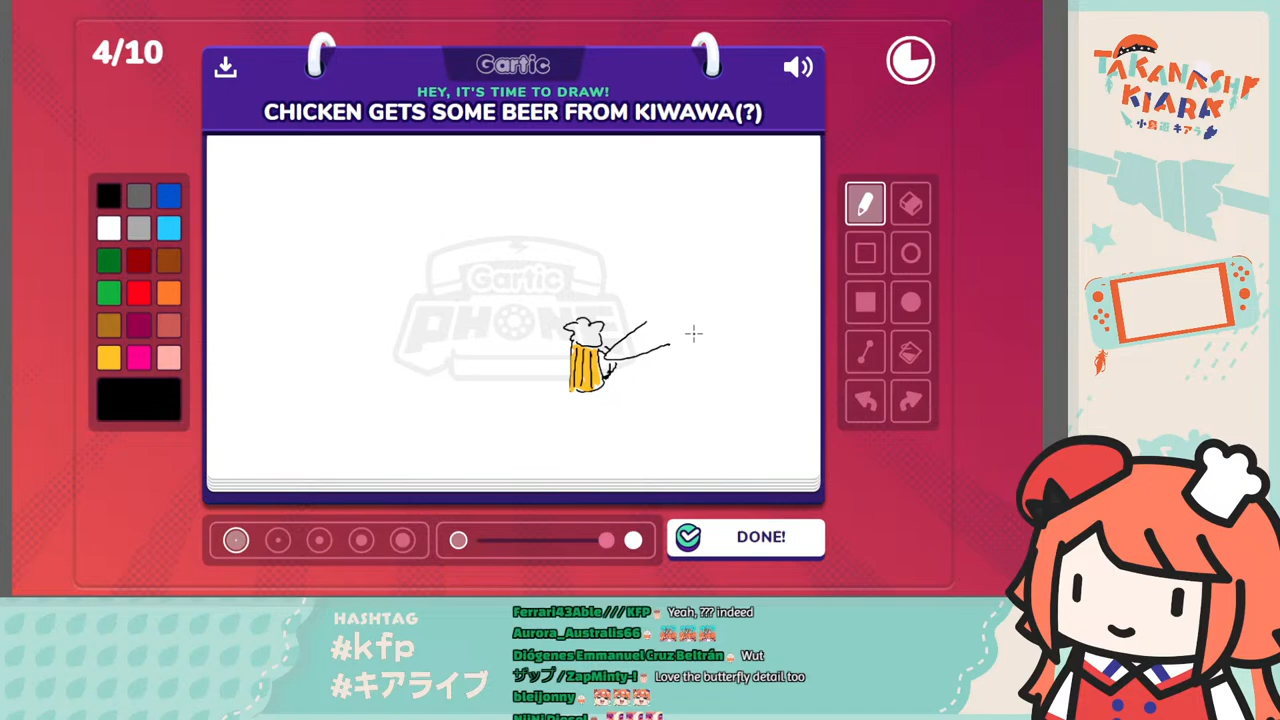 4/10
Gartic
HEY, IT'S TIME TO DRAW!
CHICKEN GETS SOME BEER FROM KIWAWA(?)
Gartic
PHONE
DONE!
TAKANASHI
KIARA
小鳥遊キアラ
HASHTAG
#kfp
#キアライブ
Ferrari43Able /// KFP Yeah, ??? indeed
Aurora_Australis66
Diógenes Emmanuel Cruz Beltrán Wut
ザップ / ZapMinty-I Love the butterfly detail too
bleijonny